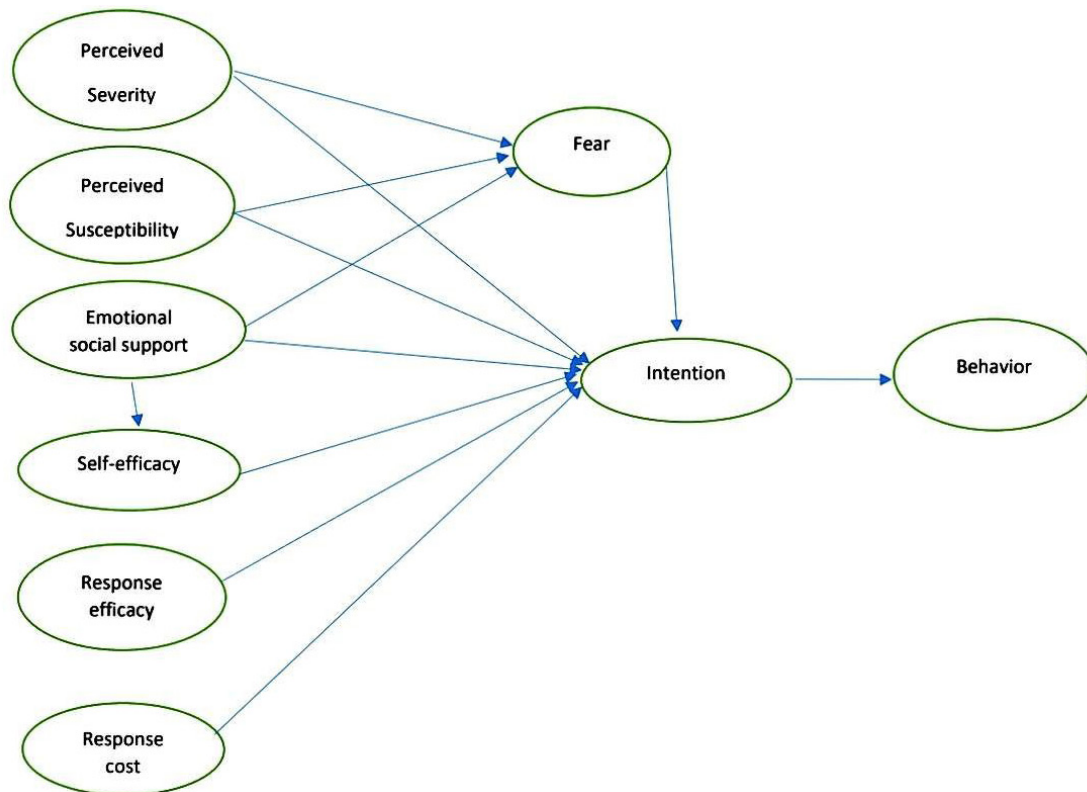 Perceived
Severity
Fear
Perceived
Susceptibility
Emotional
social support
Intention
Behavior
Self-efficacy
Response
efficacy
Response
cost